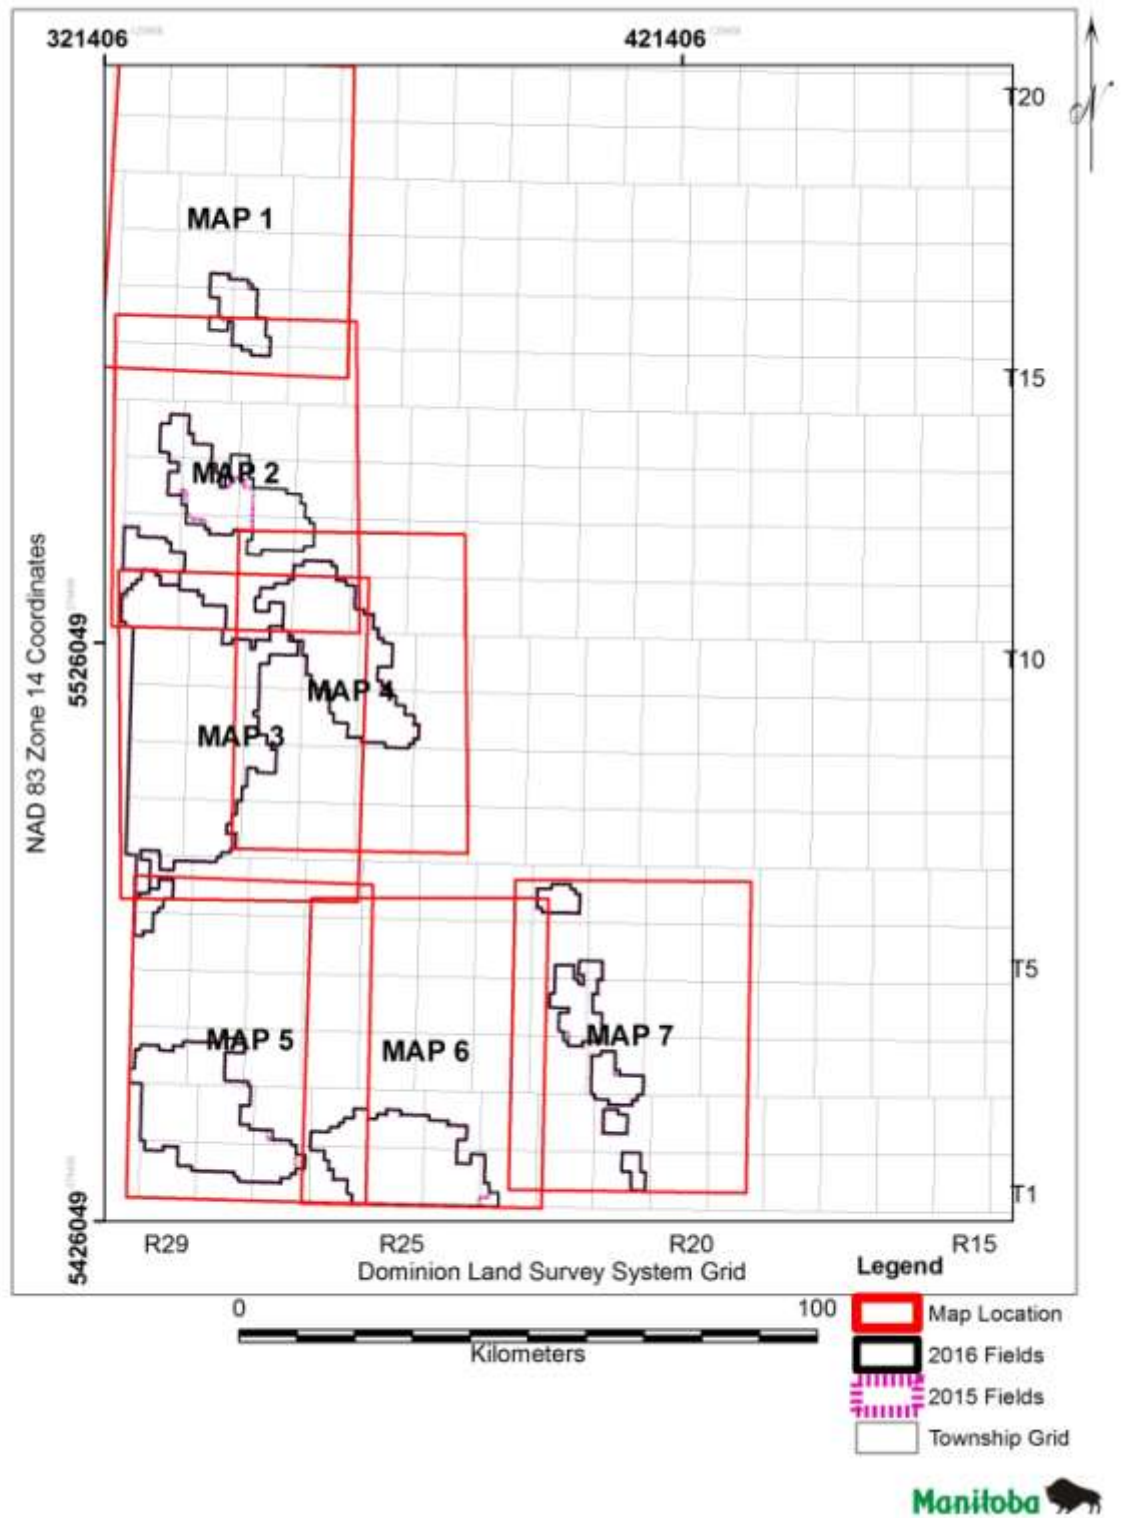 321406
421406
N
T20
MAP 1
T15
MAP 2
NAD 83 Zone 14 Coordinates
5526049
T10
MAP 4
MAP 3
T5
MAP 5
MAP 6
MAP 7
5426049
T1
R29
R25
R20
R15
Dominion Land Survey System Grid
Legend
0
100
Kilometers
Map Location
2016 Fields
2015 Fields
Township Grid
Manitoba